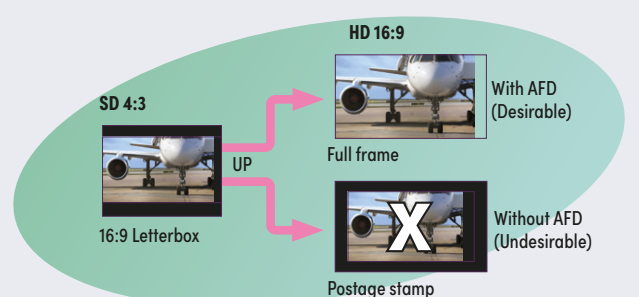 HD 16:9
SD 4:3
With AFD
(Desirable)
UP
Full frame
X
Without AFD
(Undesirable)
16:9 Letterbox
Postage stamp